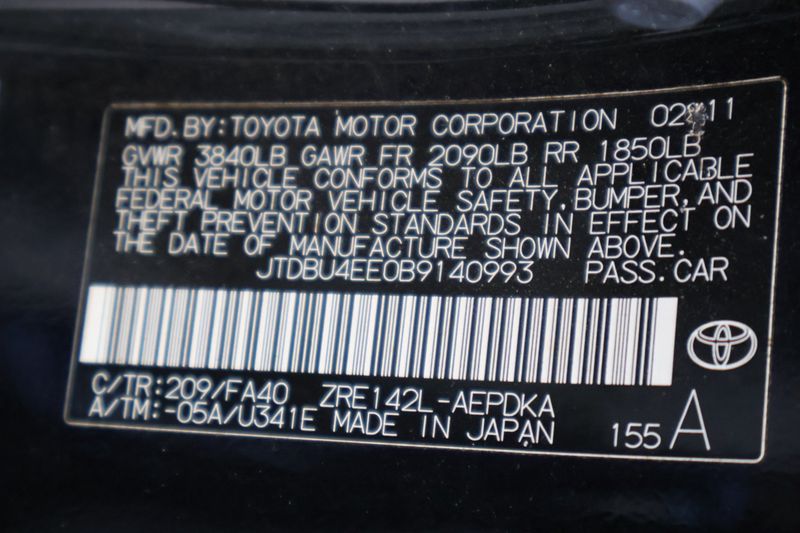 MFD.BY:TOYOTA MOTOR CORPORATION 02/11
GVWR 3840LB GAWR FR 2090LB RR 1850LB
THIS VEHICLE CONFORMS TO ALL APPLICABLE
FEDERAL MOTOR VEHICLE SAFETY,BUMPER,AND
THEFT PREVENTION STANDARDS IN EFFECT ON
THE DATE OF MANUFACTURE SHOWN ABOVE.
JTDBU4EE0B9140993 PASS.CAR
C/TR:209/FA40 ZRE142L-AEPDKA
A/TM:-05A/U341E MADE IN JAPAN 155 A